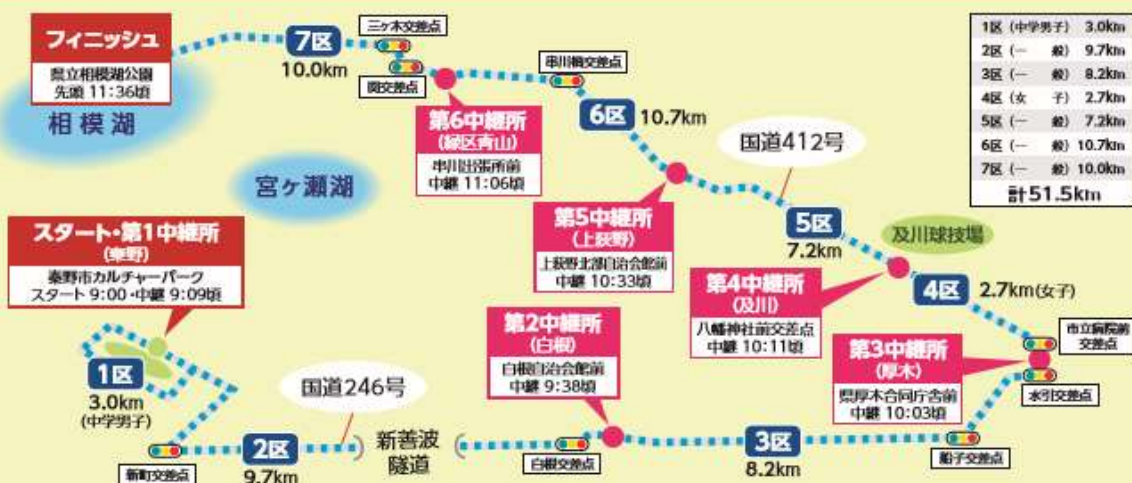 フィニッシュ
県立相模湖公園
先頭 11:36頃
相模湖
7区
10.0km
三ヶ木交差点
関交差点
第6中継所
(緑区青山)
串川出張所前
中継 11:06頃
串川橋交差点
6区
10.7km
国道412号
1区 (中学男子) 3.0km
2区 (一 般) 9.7km
3区 (一 般) 8.2km
4区 (女 子) 2.7km
5区 (一 般) 7.2km
6区 (一 般) 10.7km
7区 (一 般) 10.0km
計51.5km
宮ヶ瀬湖
第5中継所
(上荻野)
上荻野北部自治会館前
中継 10:33頃
5区
7.2km
及川球技場
スタート・第1中継所
(秦野)
秦野市カルチャーパーク
スタート 9:00・中継 9:09頃
第4中継所
(及川)
八幡神社前交差点
中継 10:11頃
4区
2.7km(女子)
市立病院前
交差点
第2中継所
(白根)
白根自治会館前
中継 9:38頃
第3中継所
(厚木)
県厚木合同庁舎前
中継 10:03頃
水引交差点
1区
3.0km
(中学男子)
国道246号
新町交差点
2区
9.7km
新善波
隧道
白根交差点
3区
8.2km
船子交差点